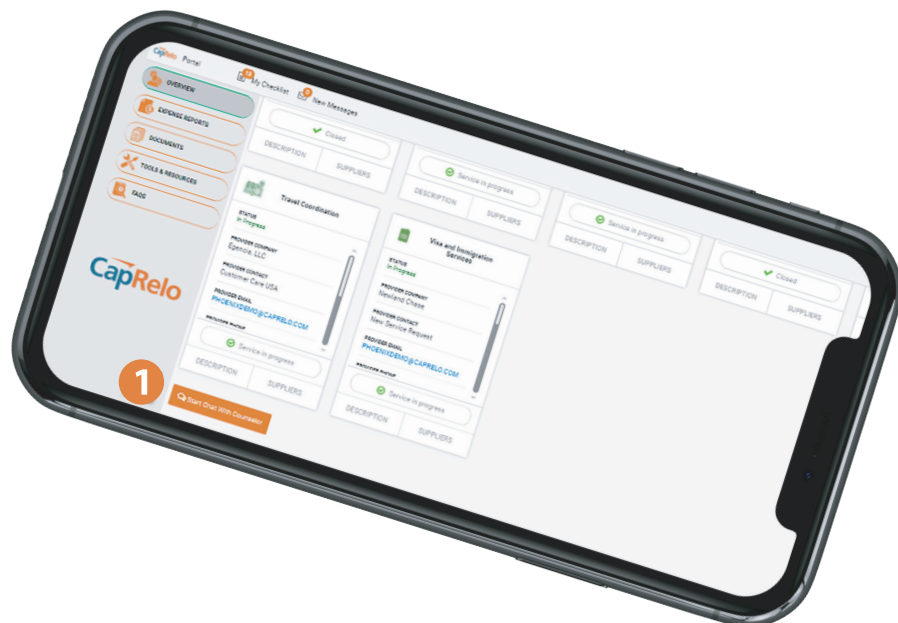 CapRelo Portal
My Checklist
New Messages
OVERVIEW
EXPENSE REPORTS
DOCUMENTS
TOOLS & RESOURCES
FAQS
CapRelo
1
Start Chat With Counselor
Closed
DESCRIPTION SUPPLIERS
Service in progress
DESCRIPTION SUPPLIERS
Service in progress
DESCRIPTION SUPPLIERS
Closed
DESCRIPTION SUPPLIERS
Travel Coordination
STATUS
In Progress
PROVIDER COMPANY
Egencia, LLC
PROVIDER CONTACT
Customer Care USA
PROVIDER EMAIL
PHOENIXDEMO@CAPRELO.COM
Service in progress
DESCRIPTION SUPPLIERS
Visa and Immigration
Services
STATUS
In Progress
PROVIDER COMPANY
Newland Chase
PROVIDER CONTACT
New Service Request
PROVIDER EMAIL
PHOENIXDEMO@CAPRELO.COM
Service in progress
DESCRIPTION SUPPLIERS